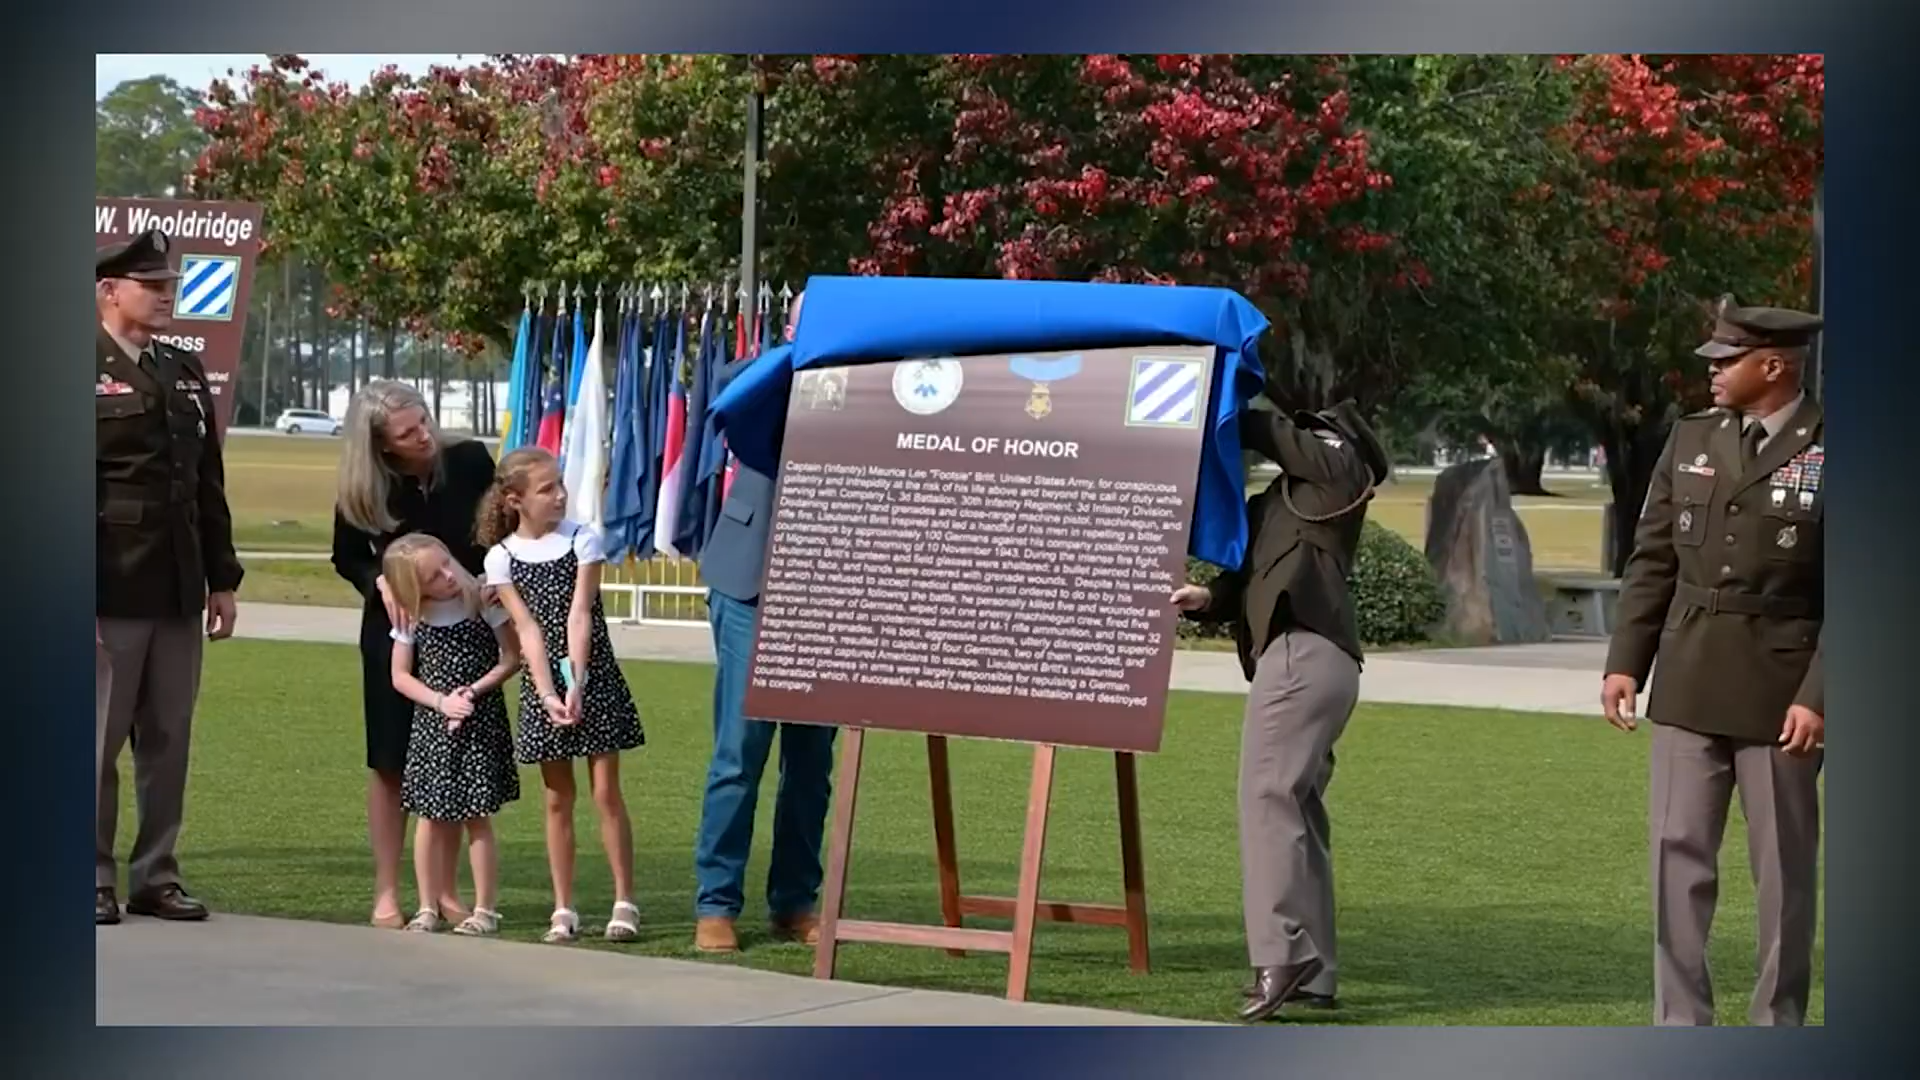 W. Wooldridge
MEDAL OF HONOR
Captain (Infantry) Maurice Lee "Footsie" Britt, United States Army, for conspicuous
gallantry and intrepidity at the risk of his life above and beyond the call of duty while
serving with Company L, 3d Battalion, 30th Infantry Regiment, 3d Infantry Division.
Disdaining enemy hand grenades and close-range machine pistol, machinegun, and
rifle fire, Lieutenant Britt inspired and led a handful of his men in repelling a bitter
counterattack by approximately 100 Germans against his company positions north
of Mignano, Italy, the morning of 10 November 1943. During the intense fire fight,
Lieutenant Britt's canteen and field glasses were shattered; a bullet pierced his side;
his chest, face, and hands were covered with grenade wounds. Despite his wounds,
for which he refused to accept medical attention until ordered to do so by his
battalion commander following the battle, he personally killed five and wounded an
unknown number of Germans, wiped out one enemy machinegun crew, fired five
clips of carbine and an undetermined amount of M-1 rifle ammunition, and threw 32
fragmentation grenades. His bold, aggressive actions, utterly disregarding superior
enemy numbers, resulted in capture of four Germans, two of them wounded, and
enabled several captured Americans to escape. Lieutenant Britt's undaunted
courage and prowess in arms were largely responsible for repulsing a German
counterattack which, if successful, would have isolated his battalion and destroyed
his company.